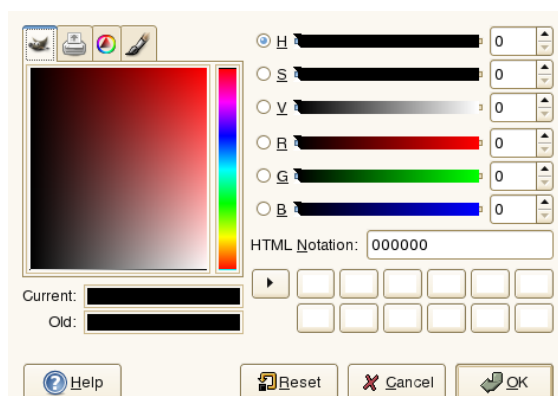 H 0
S 0
V 0
R 0
G 0
B 0
HTML Notation: 000000
Current:
Old:
Help Reset Cancel OK